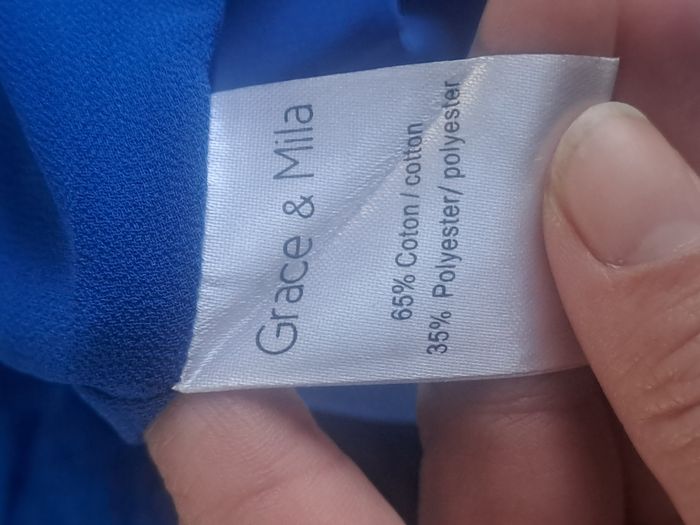 Grace & Mila
65% Coton / cotton
35% Polyester/ polyester